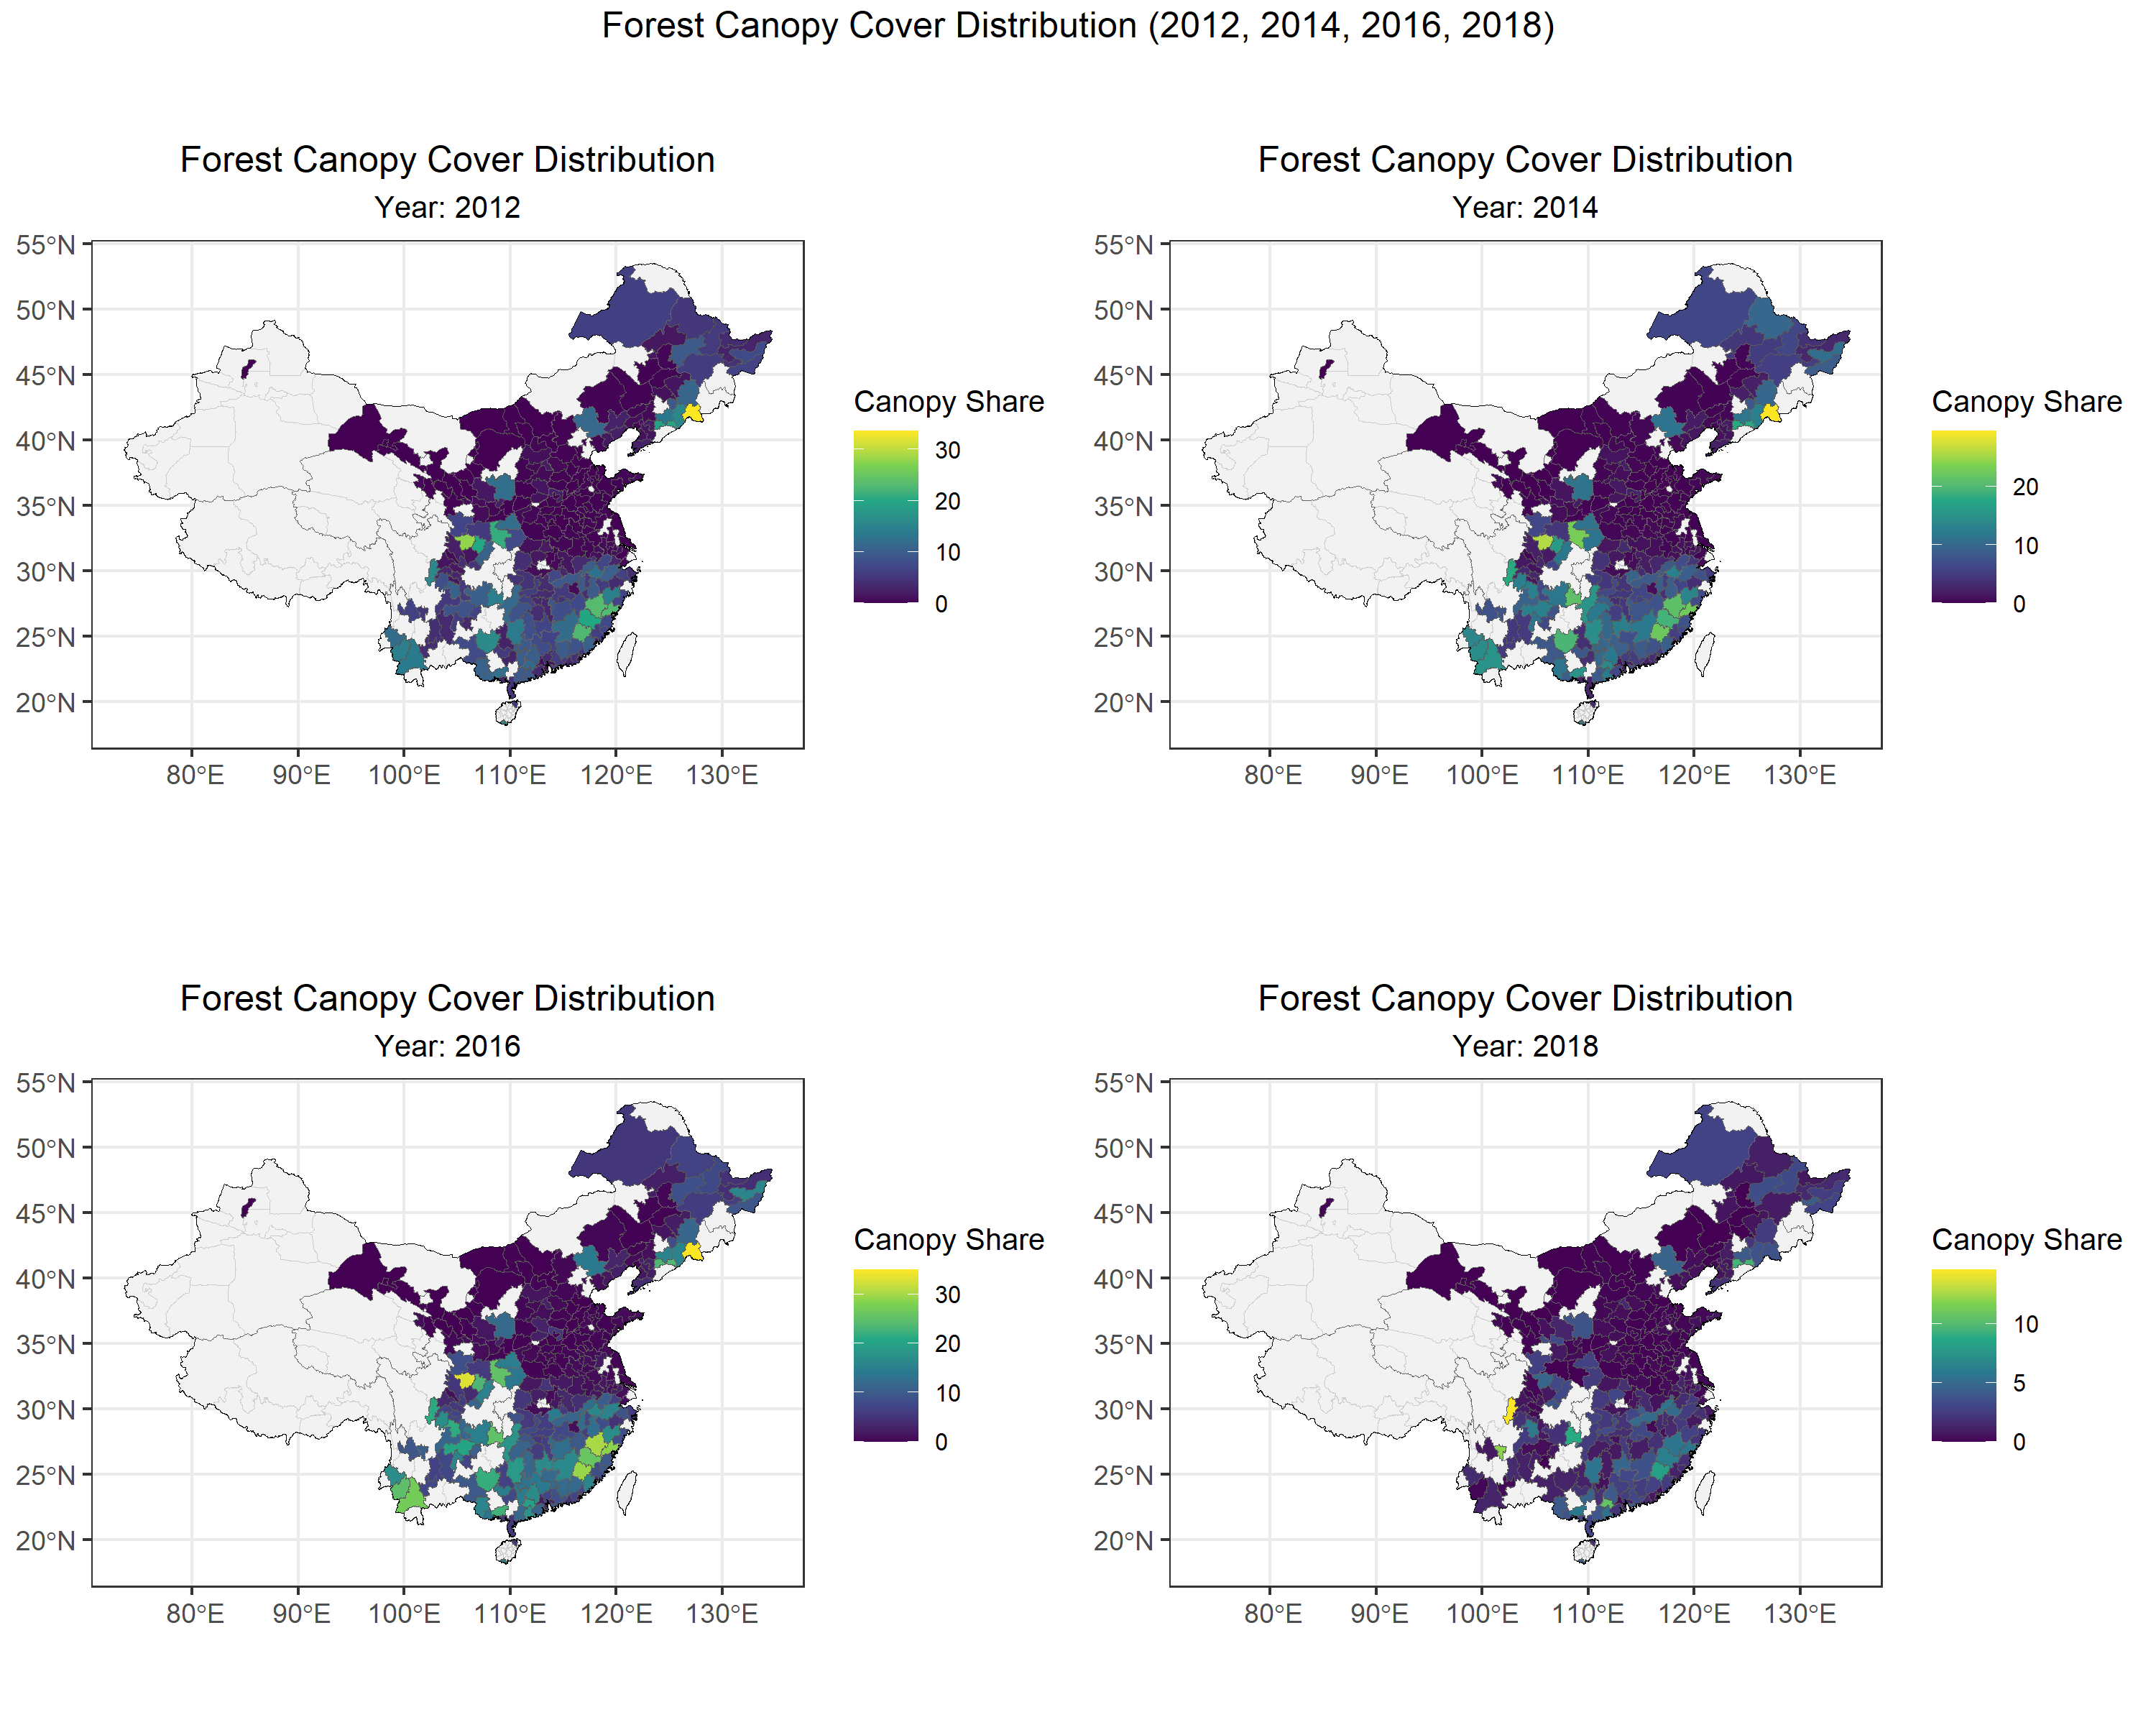 Forest Canopy Cover Distribution (2012, 2014, 2016, 2018)
Forest Canopy Cover Distribution
Year: 2012
55°N
50°N
45°N
40°N
35°N
30°N
25°N
20°N
80°E 90°E 100°E 110°E 120°E 130°E
Canopy Share
30
20
10
0
Forest Canopy Cover Distribution
Year: 2014
55°N
50°N
45°N
40°N
35°N
30°N
25°N
20°N
80°E 90°E 100°E 110°E 120°E 130°E
Canopy Share
20
10
0
Forest Canopy Cover Distribution
Year: 2016
55°N
50°N
45°N
40°N
35°N
30°N
25°N
20°N
80°E 90°E 100°E 110°E 120°E 130°E
Canopy Share
30
20
10
0
Forest Canopy Cover Distribution
Year: 2018
55°N
50°N
45°N
40°N
35°N
30°N
25°N
20°N
80°E 90°E 100°E 110°E 120°E 130°E
Canopy Share
10
5
0